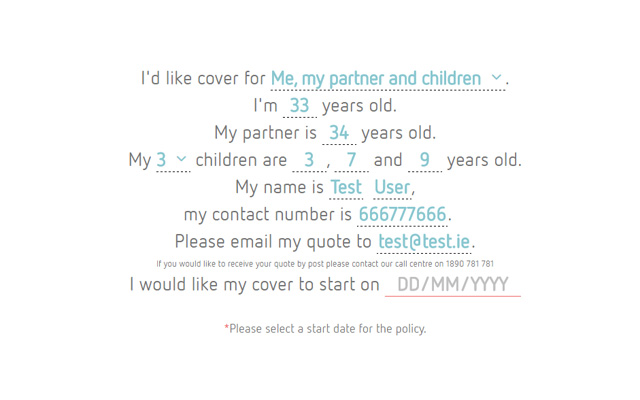 I'd like cover for Me, my partner and children.
I'm 33 years old.
My partner is 34 years old.
My 3 children are 3, 7 and 9 years old.
My name is Test User,
my contact number is 666777666.
Please email my quote to test@test.ie.
If you would like to receive your quote by post please contact our call centre on 1890 781 781
I would like my cover to start on DD/MM/YYYY
*Please select a start date for the policy.